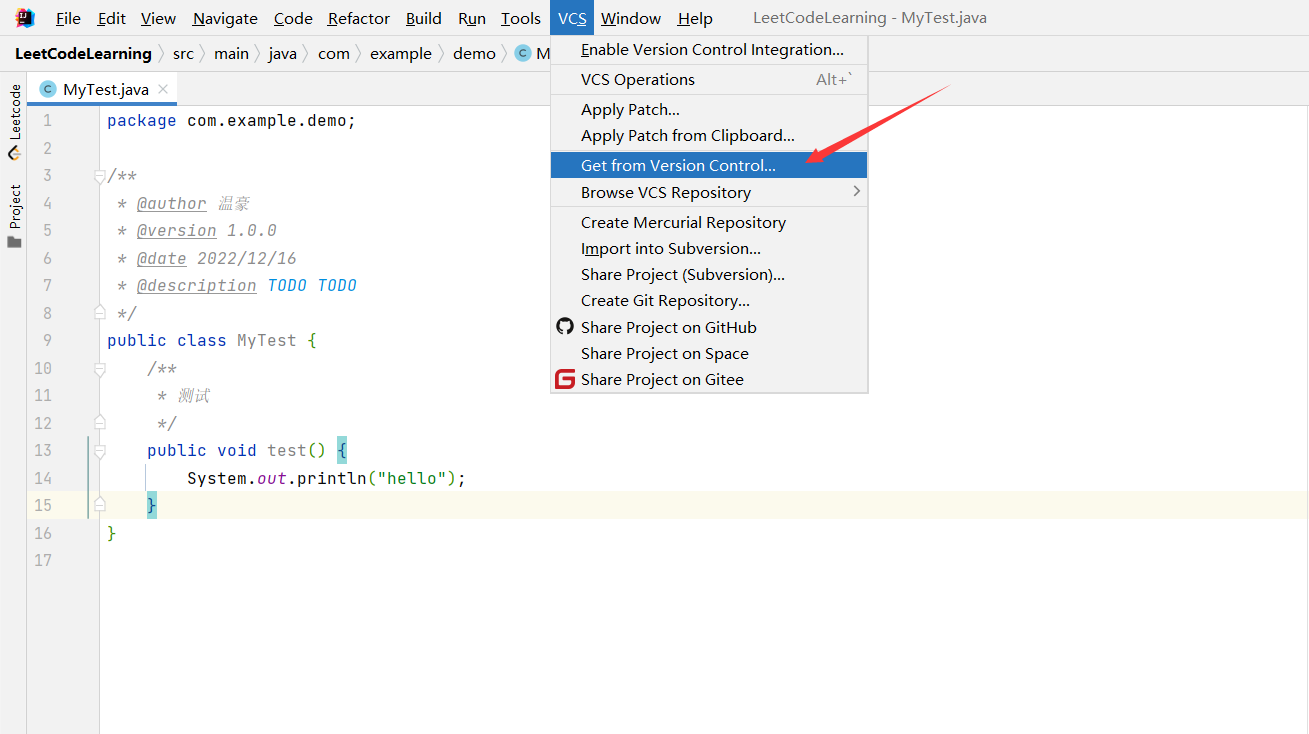 File Edit View Navigate Code Refactor Build Run Tools VCS Window Help LeetCodeLearning - MyTest.java
LeetCodeLearning src main java com example demo C M
C MyTest.java
Leetcode
Project
Enable Version Control Integration...
VCS Operations Alt+`
Apply Patch...
Apply Patch from Clipboard...
Get from Version Control...
Browse VCS Repository
Create Mercurial Repository
Import into Subversion...
Share Project (Subversion)...
Create Git Repository...
Share Project on GitHub
Share Project on Space
Share Project on Gitee
1 package com.example.demo;
2
3 /**
4 * @author 温豪
5 * @version 1.0.0
6 * @date 2022/12/16
7 * @description TODO TODO
8 */
9 public class MyTest {
10 /**
11 * 测试
12 */
13 public void test() {
14 System.out.println("hello");
15 }
16 }
17